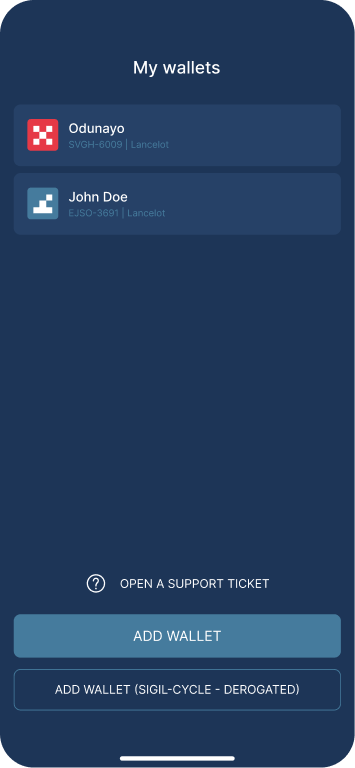 My wallets
Odunayo
SVGH-6009 | Lancelot
John Doe
EJSO-3691 | Lancelot
OPEN A SUPPORT TICKET
ADD WALLET
ADD WALLET (SIGIL-CYCLE - DEROGATED)